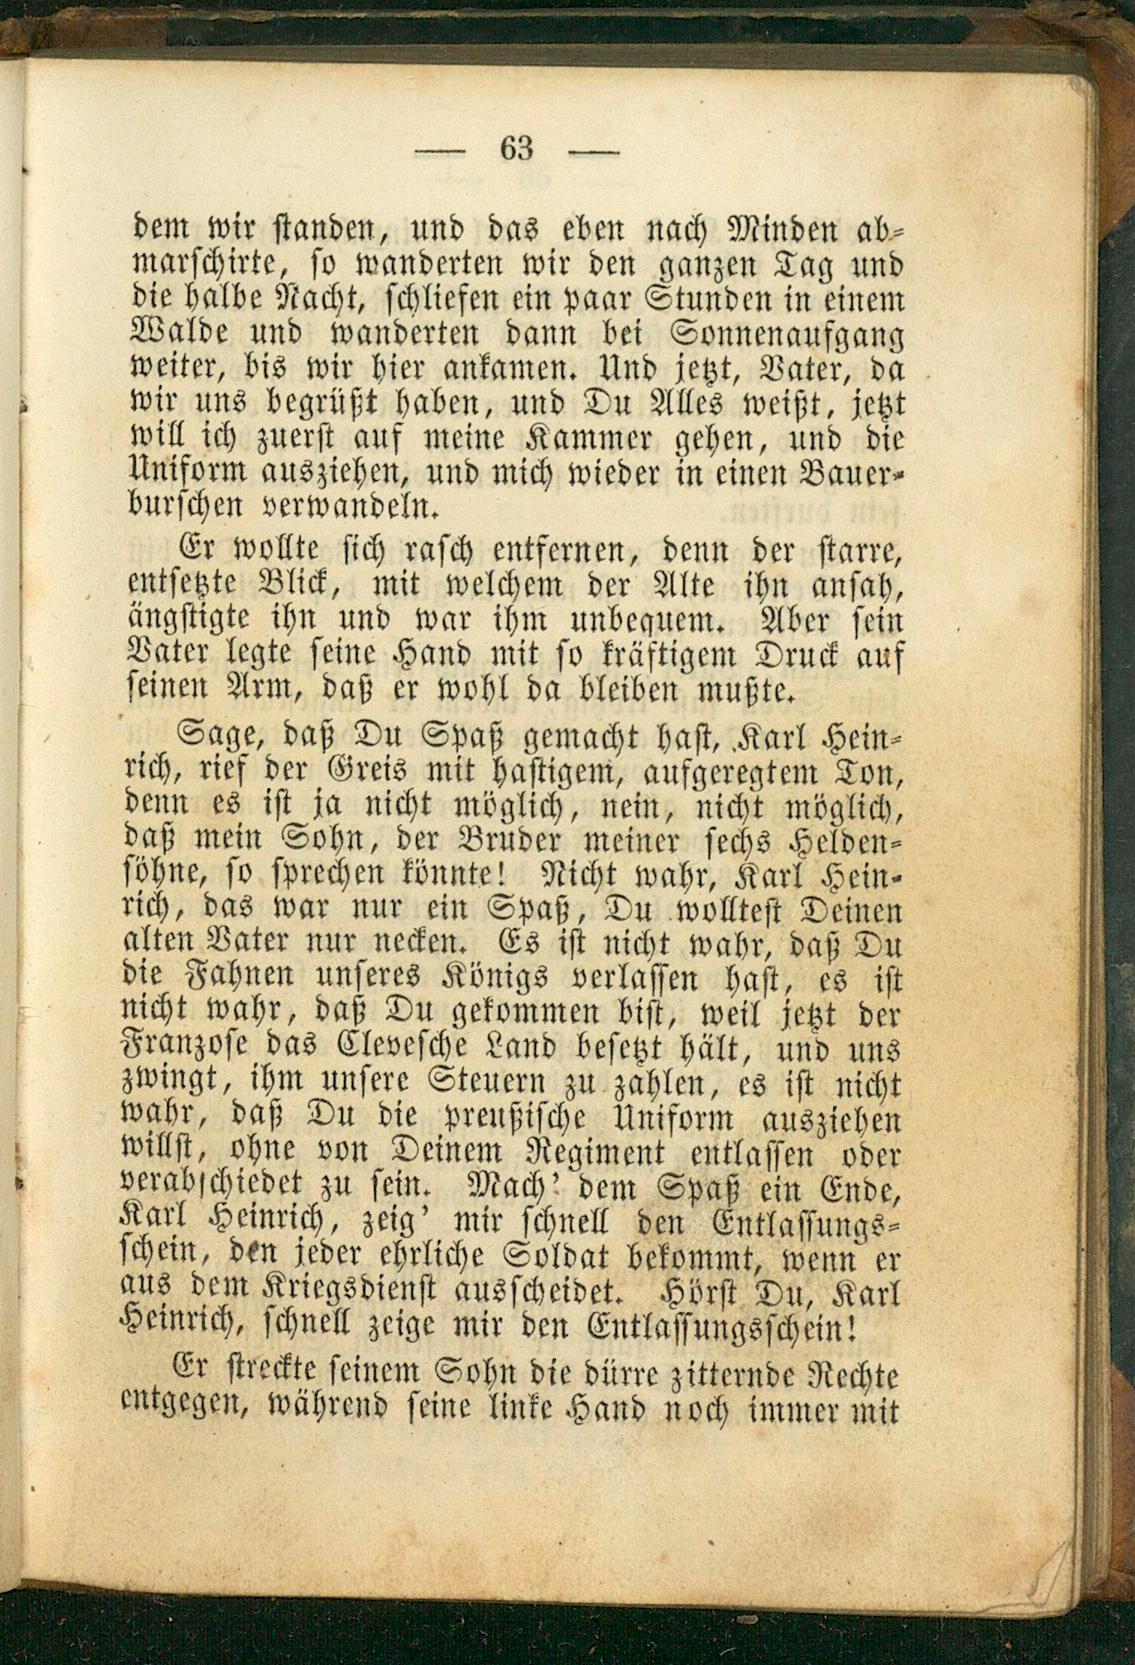 — 63 —
dem wir standen, und das eben nach Minden ab-
marschirte, so wanderten wir den ganzen Tag und
die halbe Nacht, schliefen ein paar Stunden in einem
Walde und wanderten dann bei Sonnenaufgang
weiter, bis wir hier ankamen. Und jetzt, Vater, da
wir uns begrüßt haben, und Du Alles weißt, jetzt
will ich zuerst auf meine Kammer gehen, und die
Uniform ausziehen, und mich wieder in einen Bauer-
burschen verwandeln.
Er wollte sich rasch entfernen, denn der starre,
entsetzte Blick, mit welchem der Alte ihn ansah,
ängstigte ihn und war ihm unbequem. Aber sein
Vater legte seine Hand mit so kräftigem Druck auf
seinen Arm, daß er wohl da bleiben mußte.
Sage, daß Du Spaß gemacht hast, Karl Hein-
rich, rief der Greis mit hastigem, aufgeregtem Ton,
denn es ist ja nicht möglich, nein, nicht möglich,
daß mein Sohn, der Bruder meiner sechs Helden-
söhne, so sprechen könnte! Nicht wahr, Karl Hein-
rich, das war nur ein Spaß, Du wolltest Deinen
alten Vater nur necken. Es ist nicht wahr, daß Du
die Fahnen unseres Königs verlassen hast, es ist
nicht wahr, daß Du gekommen bist, weil jetzt der
Franzose das Clevesche Land besetzt hält, und uns
zwingt, ihm unsere Steuern zu zahlen, es ist nicht
wahr, daß Du die preußische Uniform ausziehen
willst, ohne von Deinem Regiment entlassen oder
verabschiedet zu sein. Mach' dem Spaß ein Ende,
Karl Heinrich, zeig' mir schnell den Entlassungs-
schein, den jeder ehrliche Soldat bekommt, wenn er
aus dem Kriegsdienst ausscheidet. Hörst Du, Karl
Heinrich, schnell zeige mir den Entlassungsschein!
Er streckte seinem Sohn die dürre zitternde Rechte
entgegen, während seine linke Hand noch immer mit